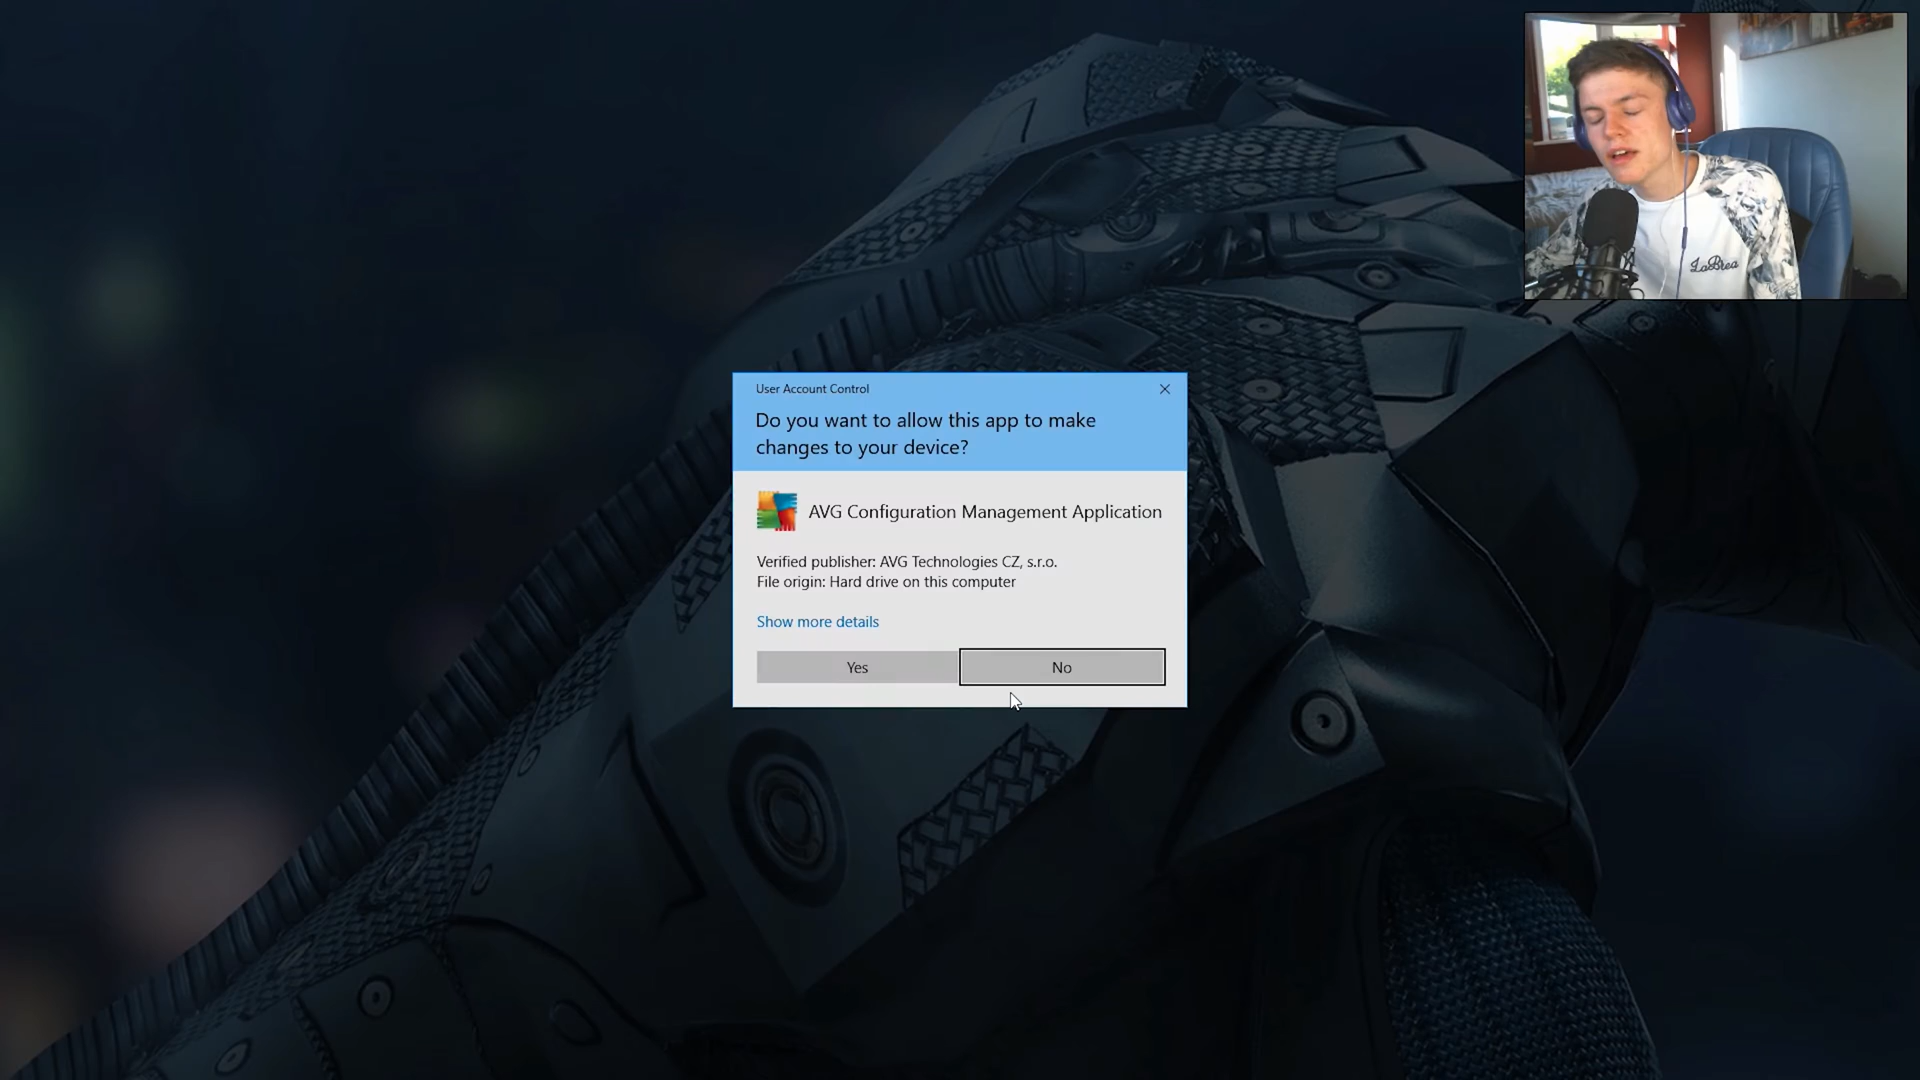 User Account Control
Do you want to allow this app to make
changes to your device?
AVG Configuration Management Application
Verified publisher: AVG Technologies CZ, s.r.o.
File origin: Hard drive on this computer
Show more details
Yes
No
LaBrea